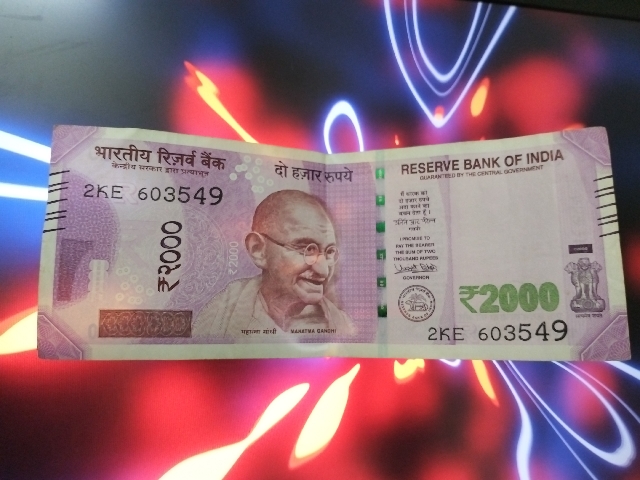 भारतीय रिज़र्व बैंक
केन्द्रीय सरकार द्वारा प्रत्याभूत
2KE 603549
₹२०००
₹2000
दो हज़ार रुपये
महात्मा गांधी MAHATMA GANDHI
RESERVE BANK OF INDIA
GUARANTEED BY THE CENTRAL GOVERNMENT
I PROMISE TO
PAY THE BEARER
THE SUM OF TWO
THOUSAND RUPEES
GOVERNOR
₹2000
2KE 603549